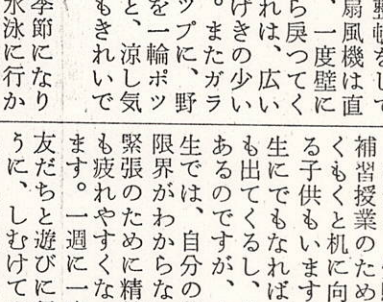 整頓をして
扇風機は直
、一度壁に
ら戻ってく
れは、広い
げきの少い
。またガラ
ップに、野
を一輪ポッ
と、涼し気
もきれいで
季節になり
水泳に行か
補習授業のため
くもくと机に向
る子供もいます
生にでもなれば
も出てくるし、
あるのですが、
生では、自分の
限界がわからな
緊張のために精
も疲れやすくな
ます。一週に一
友だちと遊びに
うに、しむけて